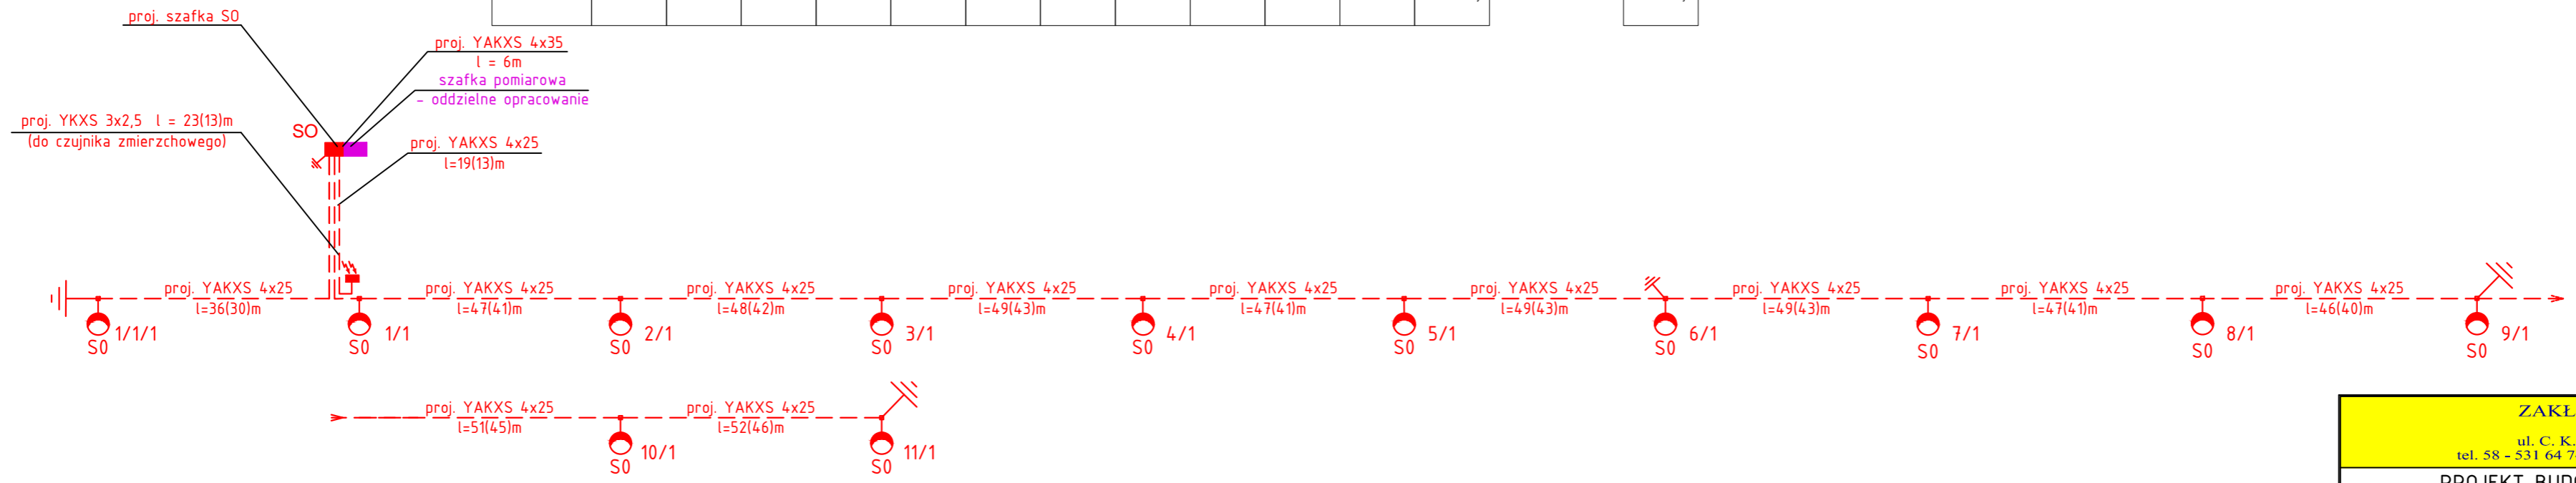 proj. szafka SO
proj. YAKXS 4x35
l = 6m
szafka pomiarowa
- oddzielne opracowanie
proj. YKXS 3x2,5 l = 23(13)m
(do czujnika zmierzchowego)
SO
proj. YAKXS 4x25
l=19(13)m
proj. YAKXS 4x25
l=36(30)m
proj. YAKXS 4x25
l=47(41)m
proj. YAKXS 4x25
l=48(42)m
proj. YAKXS 4x25
l=49(43)m
proj. YAKXS 4x25
l=47(41)m
proj. YAKXS 4x25
l=49(43)m
proj. YAKXS 4x25
l=49(43)m
proj. YAKXS 4x25
l=47(41)m
proj. YAKXS 4x25
l=46(40)m
1/1/1
SO
1/1
SO
2/1
SO
3/1
SO
4/1
SO
5/1
SO
6/1
SO
7/1
SO
8/1
SO
9/1
SO
proj. YAKXS 4x25
l=51(45)m
proj. YAKXS 4x25
l=52(46)m
10/1
SO
11/1
SO
ZAKŁ
ul. C. K.
tel. 58 - 531 64 7
PROJEKT BUD